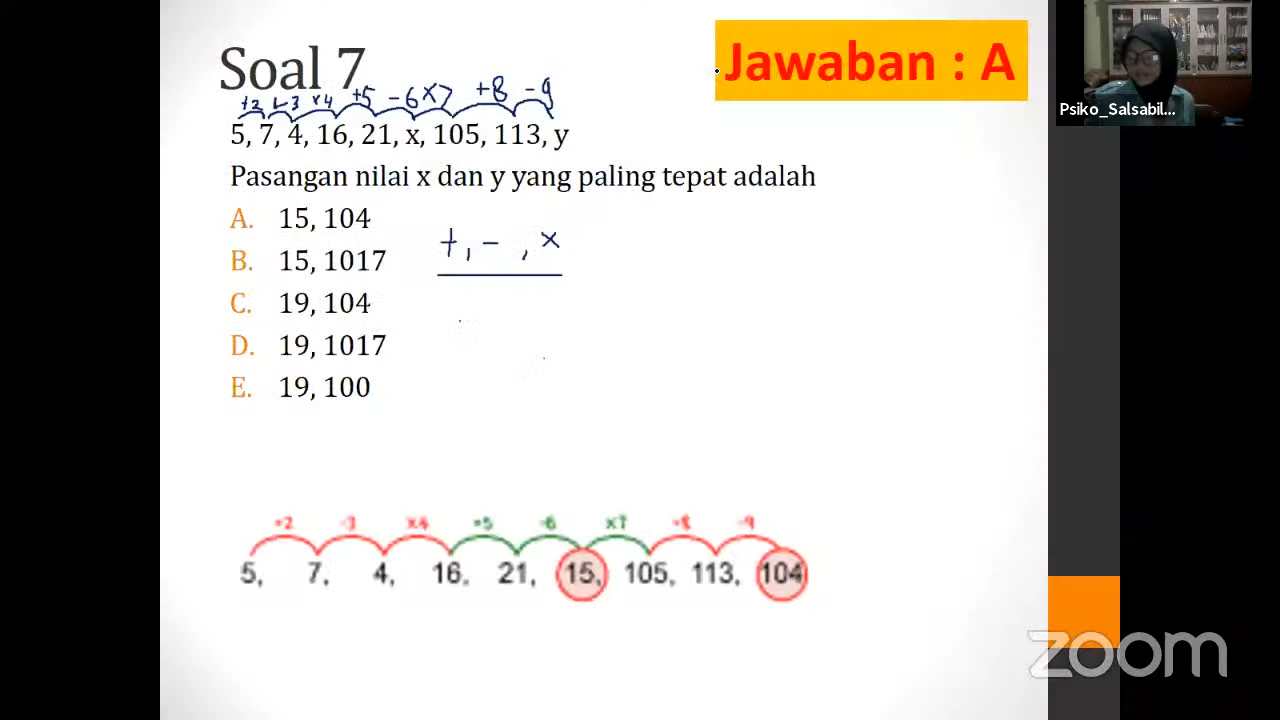 Soal 7
Jawaban : A
+2 -3 ×4 +5 -6 ×7 +8 -9
5, 7, 4, 16, 21, x, 105, 113, y
Pasangan nilai x dan y yang paling tepat adalah
A. 15, 104
B. 15, 1017
C. 19, 104
D. 19, 1017
E. 19, 100
+, - , ×
+2 -3 x4 +5 -6 x7 +8 -9
5, 7, 4, 16, 21, 15, 105, 113, 104
Psiko_Salsabil...
zoom